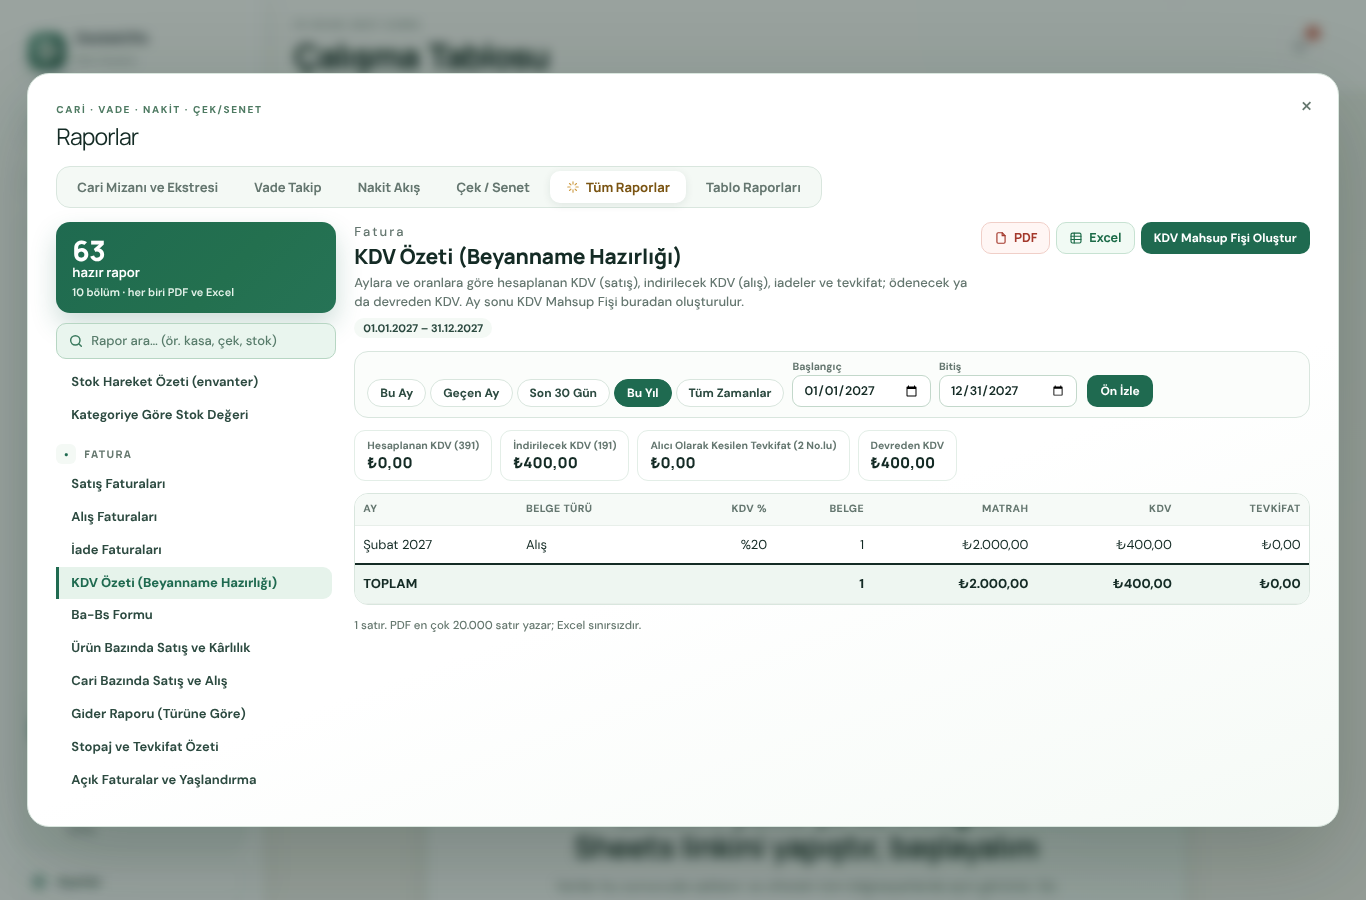 Çalışma Tablosu
CARİ · VADE · NAKİT · ÇEK/SENET
Raporlar
Cari Mizanı ve Ekstresi
Vade Takip
Nakit Akış
Çek / Senet
Tüm Raporlar
Tablo Raporları
63
hazır rapor
10 bölüm · her biri PDF ve Excel
Rapor ara... (ör. kasa, çek, stok)
Stok Hareket Özeti (envanter)
Kategoriye Göre Stok Değeri
FATURA
Satış Faturaları
Alış Faturaları
İade Faturaları
KDV Özeti (Beyanname Hazırlığı)
Ba-Bs Formu
Ürün Bazında Satış ve Kârlılık
Cari Bazında Satış ve Alış
Gider Raporu (Türüne Göre)
Stopaj ve Tevkifat Özeti
Açık Faturalar ve Yaşlandırma
Fatura
KDV Özeti (Beyanname Hazırlığı)
Aylara ve oranlara göre hesaplanan KDV (satış), indirilecek KDV (alış), iadeler ve tevkifat; ödenecek ya
da devreden KDV. Ay sonu KDV Mahsup Fişi buradan oluşturulur.
01.01.2027 – 31.12.2027
PDF
Excel
KDV Mahsup Fişi Oluştur
Bu Ay
Geçen Ay
Son 30 Gün
Bu Yıl
Tüm Zamanlar
Başlangıç
01/01/2027
Bitiş
12/31/2027
Ön İzle
Hesaplanan KDV (391)
₺0,00
İndirilecek KDV (191)
₺400,00
Alıcı Olarak Kesilen Tevkifat (2 No.lu)
₺0,00
Devreden KDV
₺400,00
AY BELGE TÜRÜ KDV % BELGE MATRAH KDV TEVKİFAT
Şubat 2027 Alış %20 1 ₺2.000,00 ₺400,00 ₺0,00
TOPLAM 1 ₺2.000,00 ₺400,00 ₺0,00
1 satır. PDF en çok 20.000 satır yazar; Excel sınırsızdır.
Sheets linkini yapıştır, başlayalım